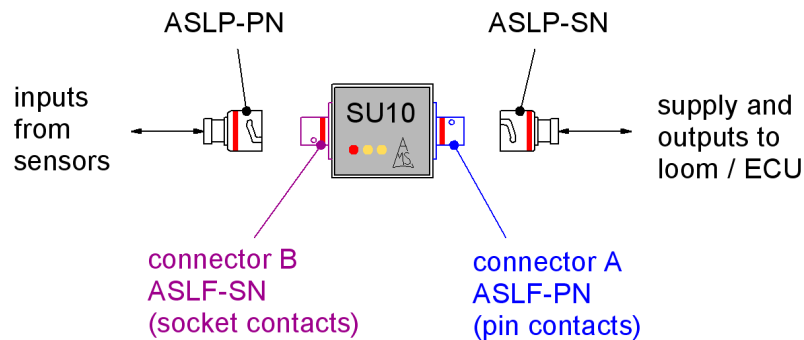 ASLP-PN
ASLP-SN
inputs
from
sensors
SU10
AMS
supply and
outputs to
loom / ECU
connector B
ASLF-SN
(socket contacts)
connector A
ASLF-PN
(pin contacts)